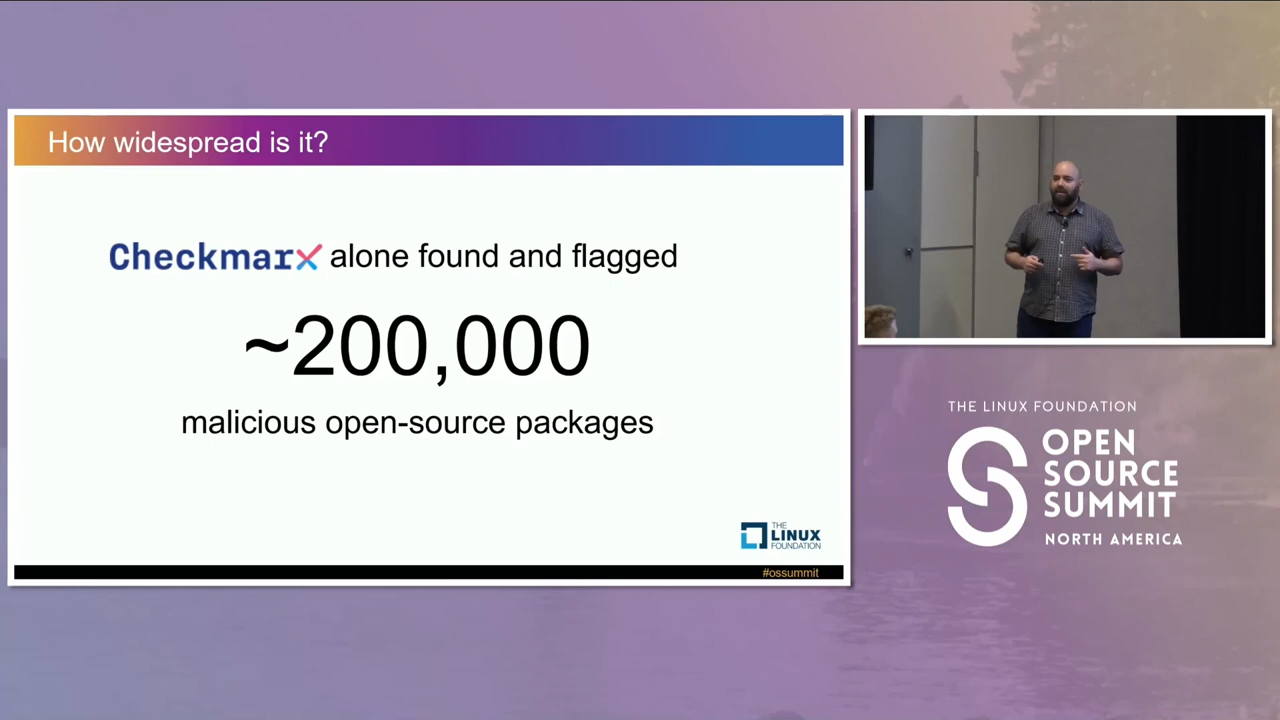 How widespread is it?
Checkmarx alone found and flagged
~200,000
malicious open-source packages
THE
LINUX
FOUNDATION
#ossummit
THE LINUX FOUNDATION
OPEN
SOURCE
SUMMIT
NORTH AMERICA